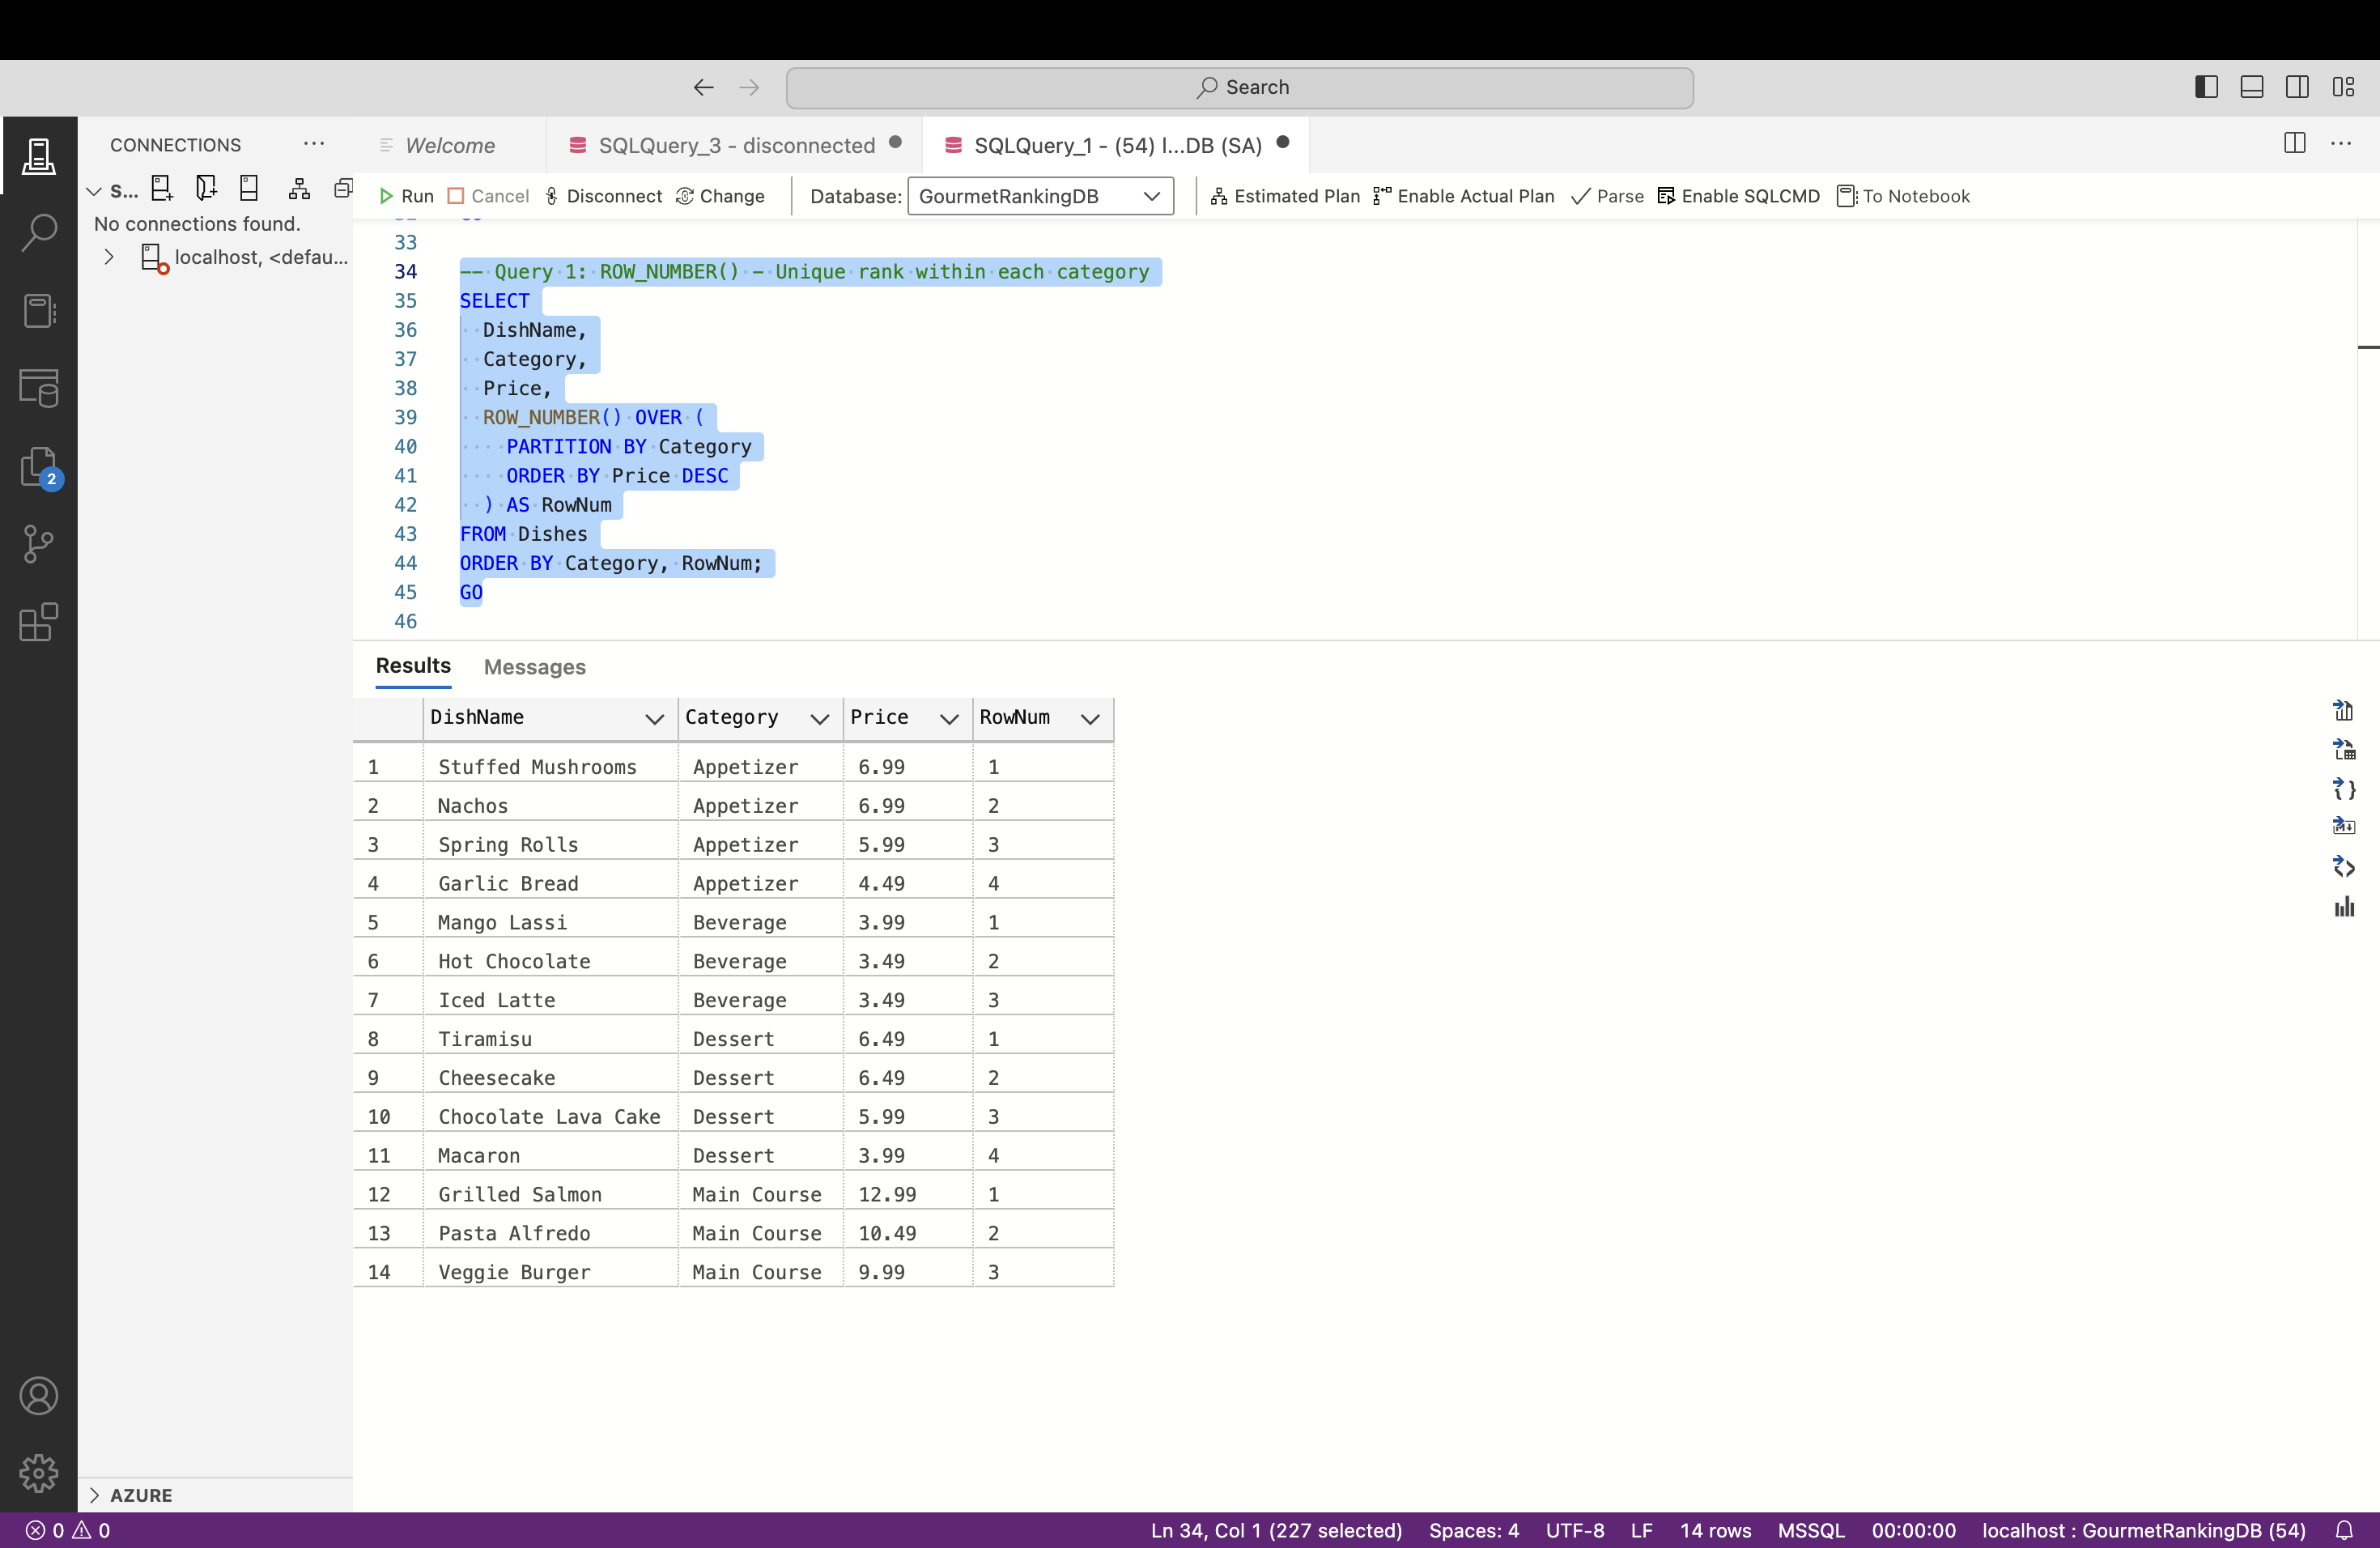 Search
CONNECTIONS ...
Welcome
SQLQuery_3 - disconnected
SQLQuery_1 - (54) l...DB (SA)
...
S...
Run Cancel Disconnect Change Database: GourmetRankingDB Estimated Plan Enable Actual Plan Parse Enable SQLCMD To Notebook
No connections found.
localhost, <defau...
33
34 -- Query 1: ROW_NUMBER() - Unique rank within each category
35 SELECT
36 DishName,
37 Category,
38 Price,
39 ROW_NUMBER() OVER (
40 PARTITION BY Category
41 ORDER BY Price DESC
42 ) AS RowNum
43 FROM Dishes
44 ORDER BY Category, RowNum;
45 GO
46
2
Results Messages
DishName Category Price RowNum
1 Stuffed Mushrooms Appetizer 6.99 1
2 Nachos Appetizer 6.99 2
3 Spring Rolls Appetizer 5.99 3
4 Garlic Bread Appetizer 4.49 4
5 Mango Lassi Beverage 3.99 1
6 Hot Chocolate Beverage 3.49 2
7 Iced Latte Beverage 3.49 3
8 Tiramisu Dessert 6.49 1
9 Cheesecake Dessert 6.49 2
10 Chocolate Lava Cake Dessert 5.99 3
11 Macaron Dessert 3.99 4
12 Grilled Salmon Main Course 12.99 1
13 Pasta Alfredo Main Course 10.49 2
14 Veggie Burger Main Course 9.99 3
AZURE
0 0 Ln 34, Col 1 (227 selected) Spaces: 4 UTF-8 LF 14 rows MSSQL 00:00:00 localhost : GourmetRankingDB (54)